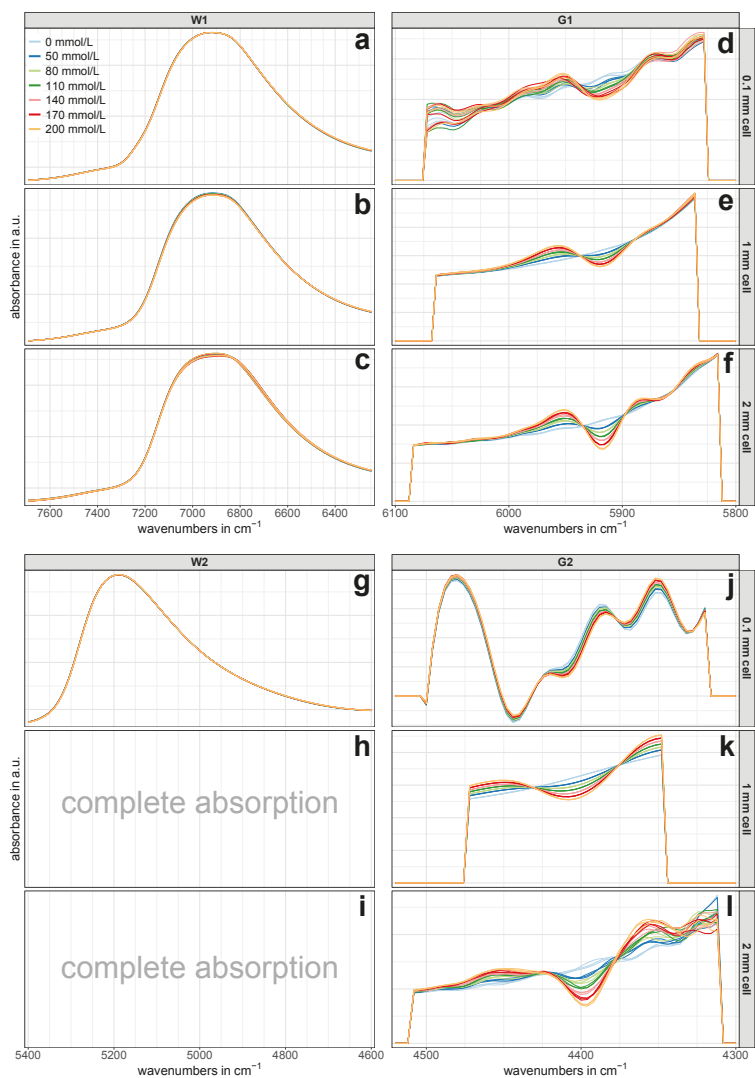 W1
G1
a
0 mmol/L
50 mmol/L
80 mmol/L
110 mmol/L
140 mmol/L
170 mmol/L
200 mmol/L
d
0.1 mm cell
b
e
1 mm cell
absorbance in a.u.
c
f
2 mm cell
7600 7400 7200 7000 6800 6600 6400
6100 6000 5900 5800
wavenumbers in cm⁻¹
wavenumbers in cm⁻¹
W2
G2
g
j
0.1 mm cell
h
complete absorption
k
1 mm cell
absorbance in a.u.
i
complete absorption
l
2 mm cell
5400 5200 5000 4800 4600
4500 4400 4300
wavenumbers in cm⁻¹
wavenumbers in cm⁻¹